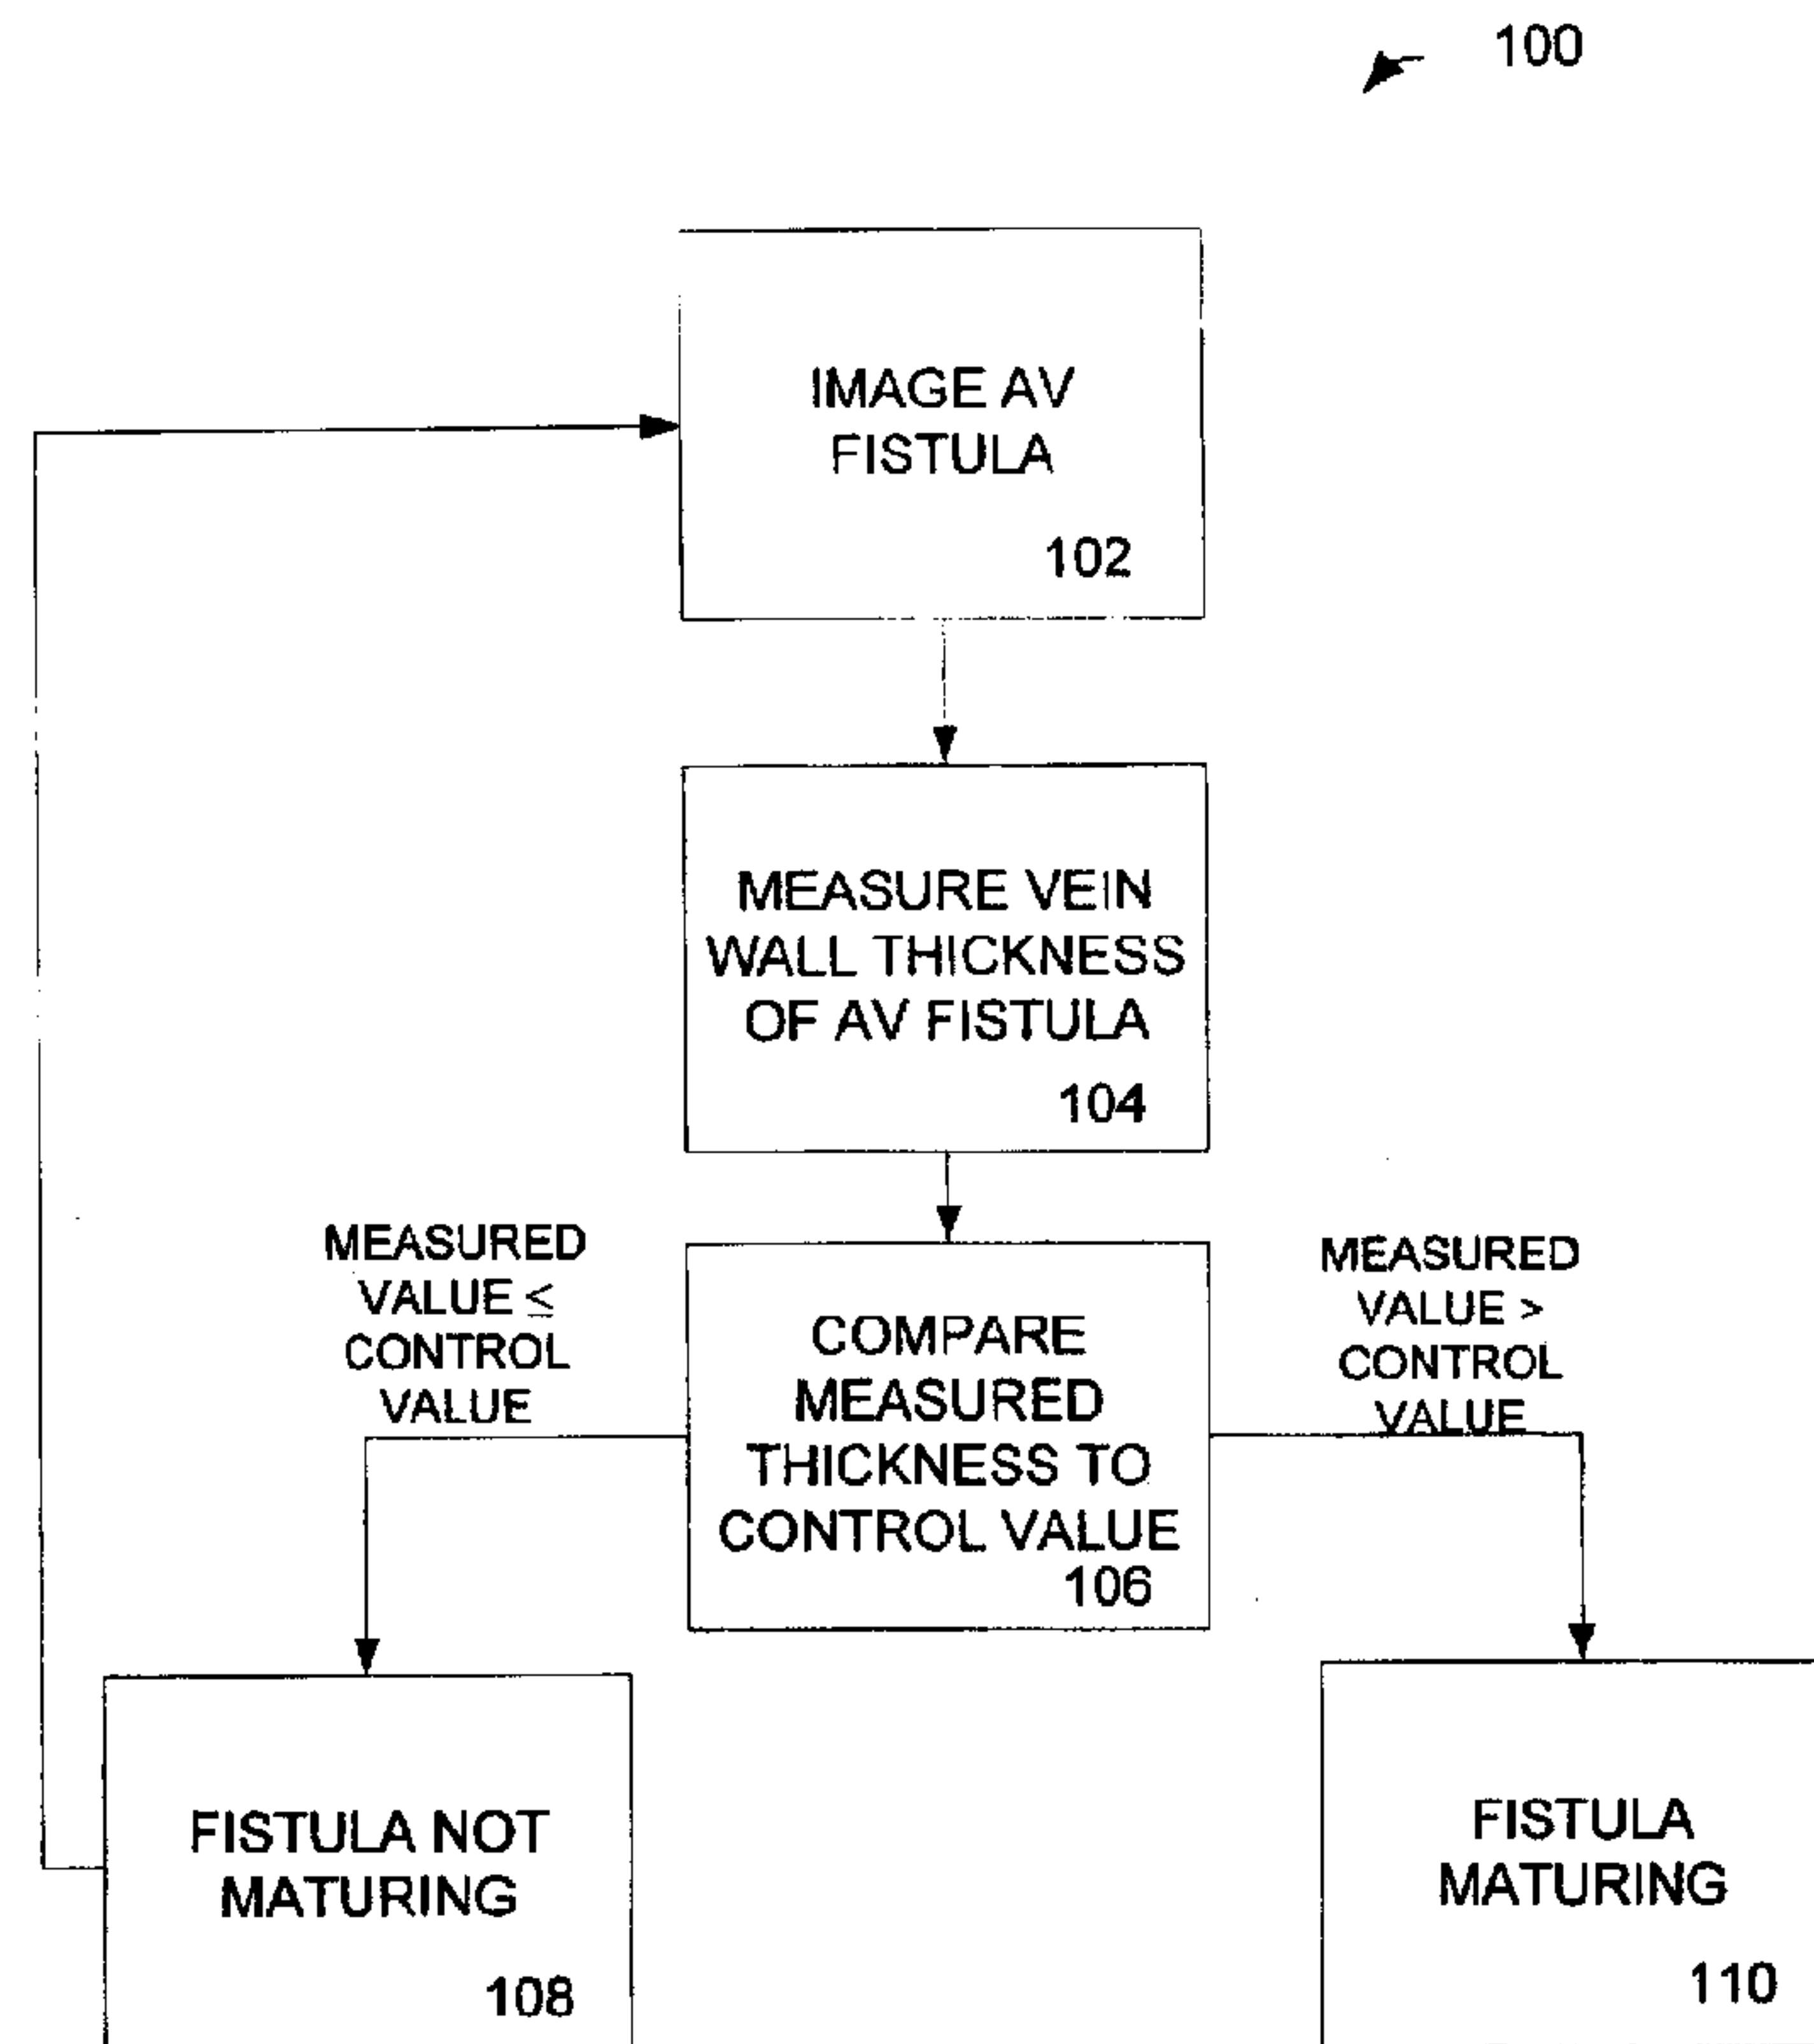 100
IMAGE AV
FISTULA
102
MEASURE VEIN
WALL THICKNESS
OF AV FISTULA
104
MEASURED
VALUE ≤
CONTROL
VALUE
MEASURED
VALUE >
CONTROL
VALUE
COMPARE
MEASURED
THICKNESS TO
CONTROL VALUE
106
FISTULA NOT
MATURING
108
FISTULA
MATURING
110